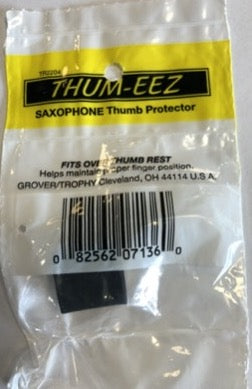 TR2204
THUM-EEZ
SAXOPHONE Thumb Protector
FITS OVER THUMB REST
Helps maintain proper finger position.
GROVER/TROPHY Cleveland, OH 44114 U.S.A.
0 82562 07136 0